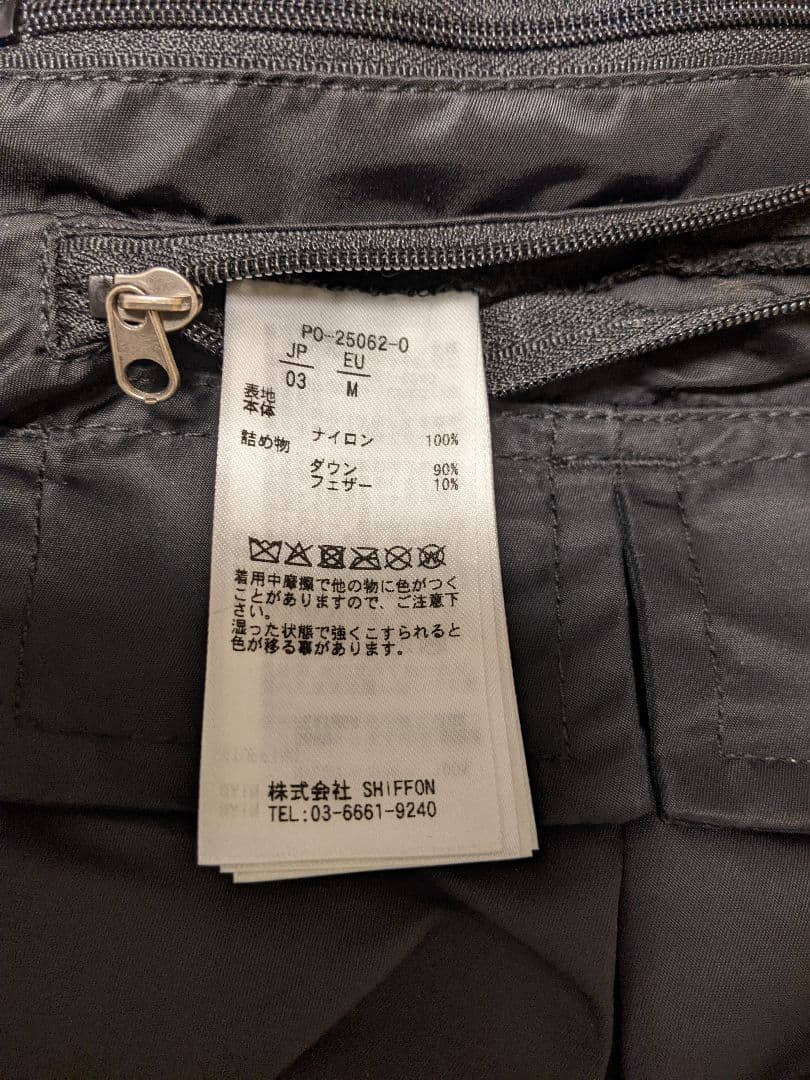 PO-25062-0
JP EU
03 M
表地
本体
詰め物 ナイロン 100%
ダウン 90%
フェザー 10%
着用中摩擦で他の物に色がつく
ことがありますので、ご注意下
さい。
湿った状態で強くこすられると
色が移る事があります。
株式会社 SHIFFON
TEL:03-6661-9240